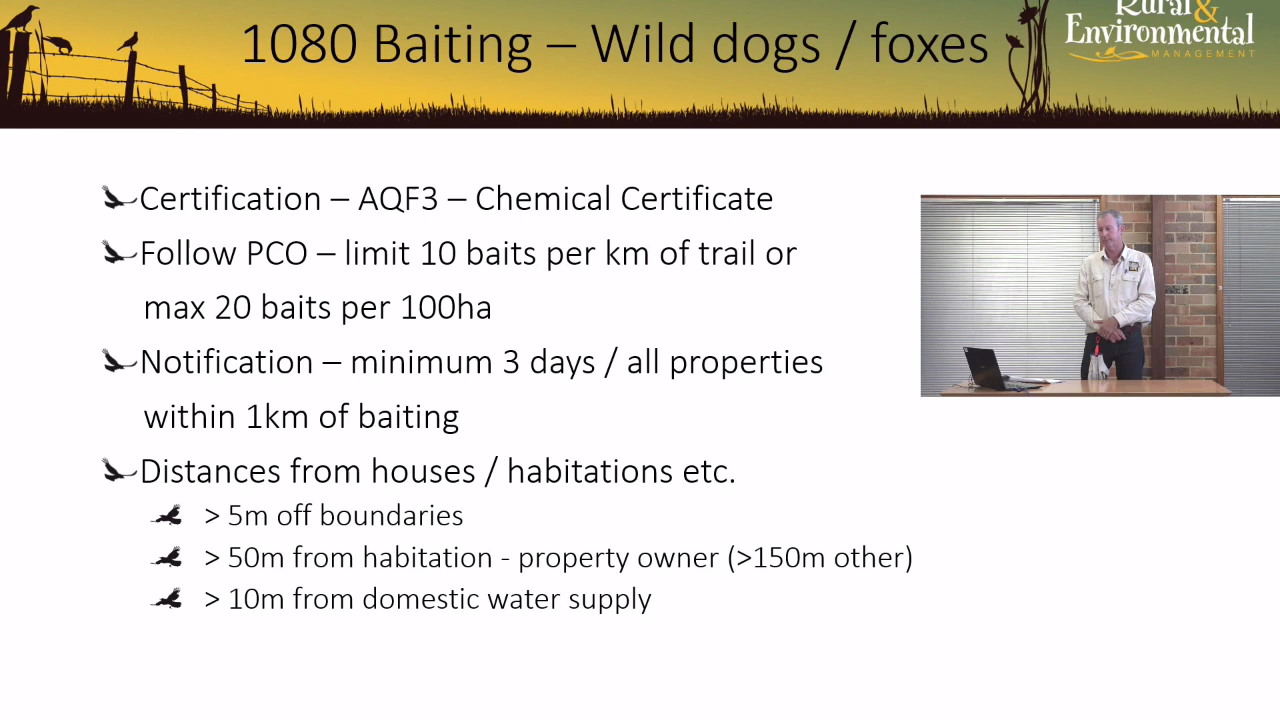 Rural &
Environmental
MANAGEMENT
1080 Baiting – Wild dogs / foxes
Certification – AQF3 – Chemical Certificate
Follow PCO – limit 10 baits per km of trail or
max 20 baits per 100ha
Notification – minimum 3 days / all properties
within 1km of baiting
Distances from houses / habitations etc.
> 5m off boundaries
> 50m from habitation - property owner (>150m other)
> 10m from domestic water supply